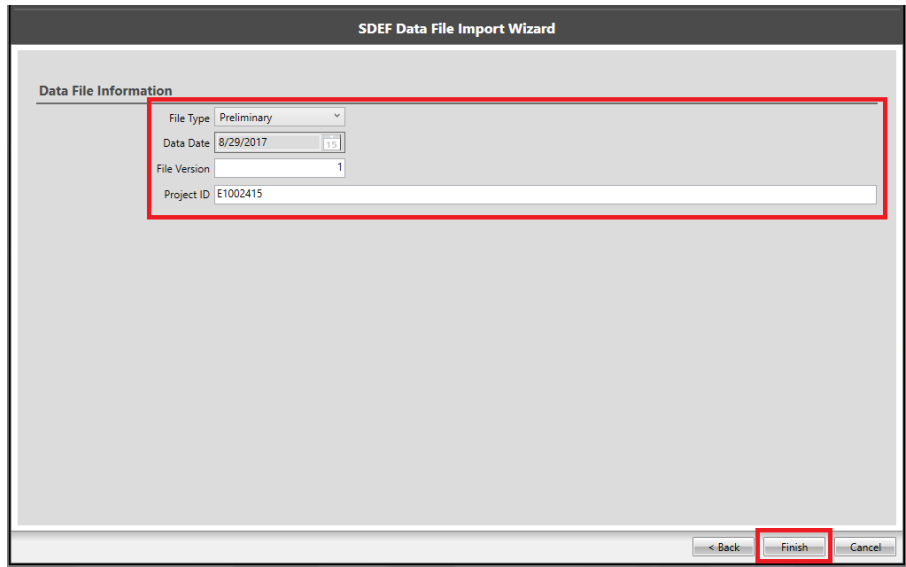 SDEF Data File Import Wizard
Data File Information
File Type Preliminary
Data Date 8/29/2017 15
File Version 1
Project ID E1002415
< Back Finish Cancel